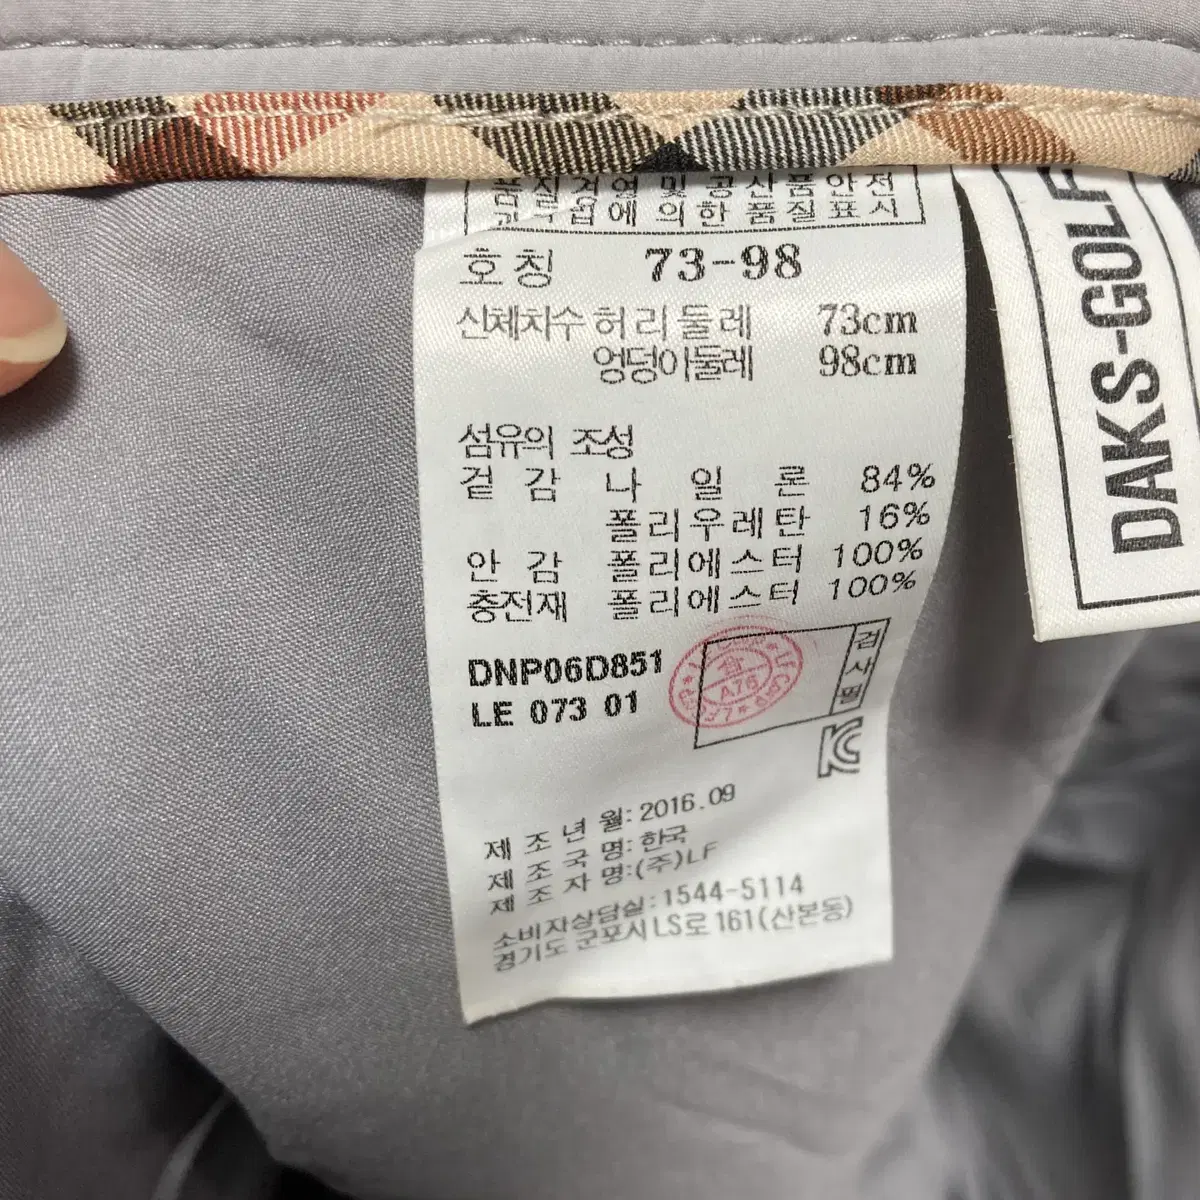 품질경영 및 공산품안전
관리법에 의한 품질표시
호칭 73-98
신체치수 허리둘레 73cm
엉덩이둘레 98cm
섬유의 조성
겉감 나일론 84%
폴리우레탄 16%
안감 폴리에스터 100%
충전재 폴리에스터 100%
DNP06D851
LE 073 01
검사필
합
A76
제조년월: 2016.09
제조국명: 한국
제조자명:(주)LF
소비자상담실: 1544-5114
경기도 군포시 LS로 161(산본동)
DAKS-GOLF